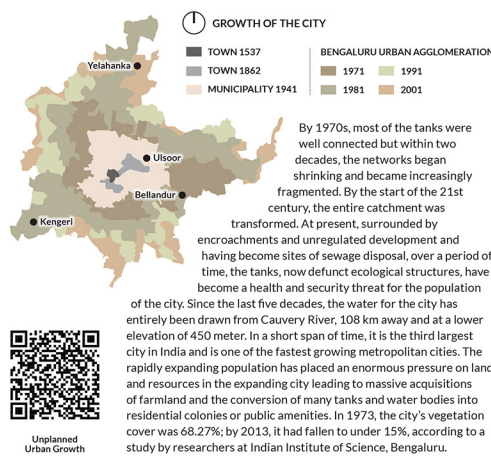 GROWTH OF THE CITY
TOWN 1537
TOWN 1862
MUNICIPALITY 1941
BENGALURU URBAN AGGLOMERATION
1971
1991
1981
2001
Yelahanka
Ulsoor
Bellandur
Kengeri
By 1970s, most of the tanks were
well connected but within two
decades, the networks began
shrinking and became increasingly
fragmented. By the start of the 21st
century, the entire catchment was
transformed. At present, surrounded by
encroachments and unregulated development and
having become sites of sewage disposal, over a period of
time, the tanks, now defunct ecological structures, have
become a health and security threat for the population
of the city. Since the last five decades, the water for the city has
entirely been drawn from Cauvery River, 108 km away and at a lower
elevation of 450 meter. In a short span of time, it is the third largest
city in India and is one of the fastest growing metropolitan cities. The
rapidly expanding population has placed an enormous pressure on land
and resources in the expanding city leading to massive acquisitions
of farmland and the conversion of many tanks and water bodies into
residential colonies or public amenities. In 1973, the city's vegetation
cover was 68.27%; by 2013, it had fallen to under 15%, according to a
study by researchers at Indian Institute of Science, Bengaluru.
Unplanned
Urban Growth